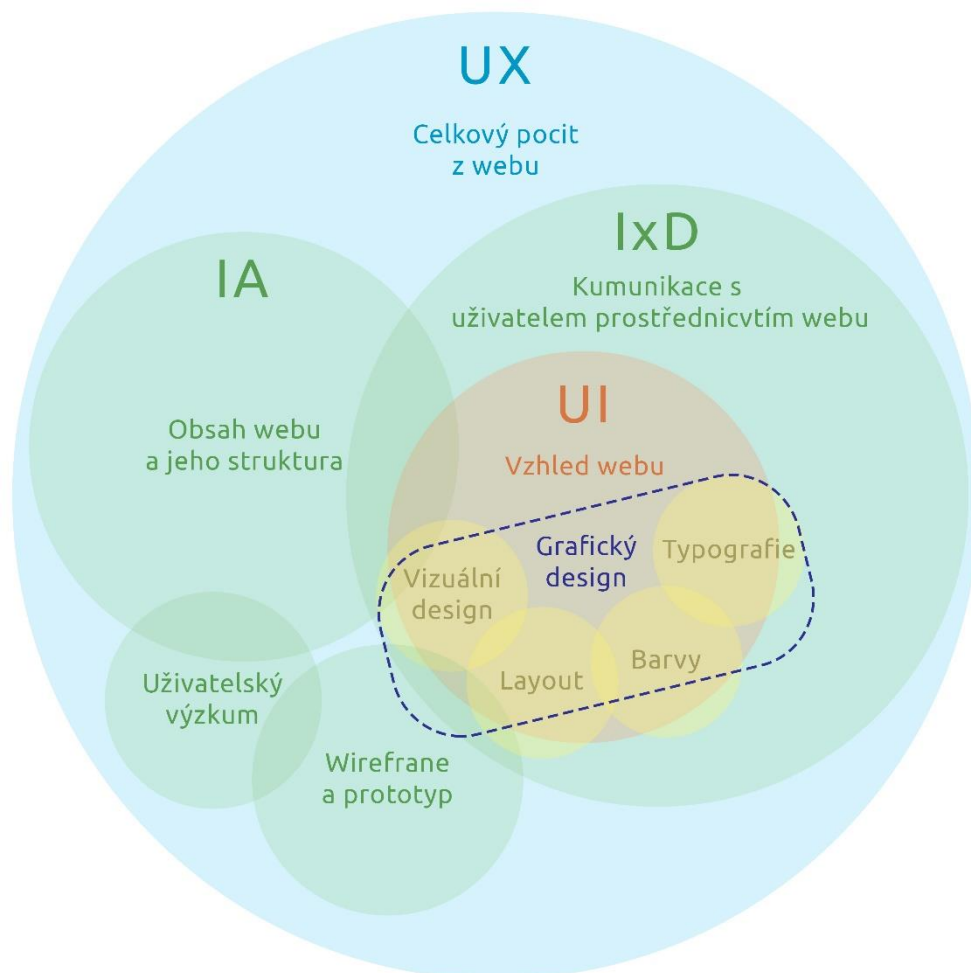 UX
Celkový pocit
z webu
IxD
Kumunikace s
uživatelem prostřednicvtím webu
IA
Obsah webu
a jeho struktura
UI
Vzhled webu
Grafický
design
Typografie
Vizuální
design
Layout
Barvy
Uživatelský
výzkum
Wirefrane
a prototyp